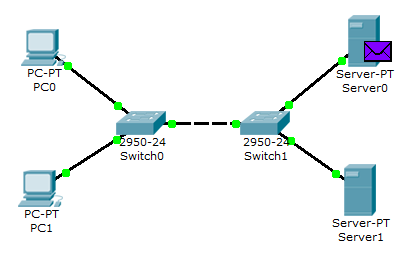 PC-PT
PC0
Server-PT
Server0
2950-24
Switch0
2950-24
Switch1
PC-PT
PC1
Server-PT
Server1